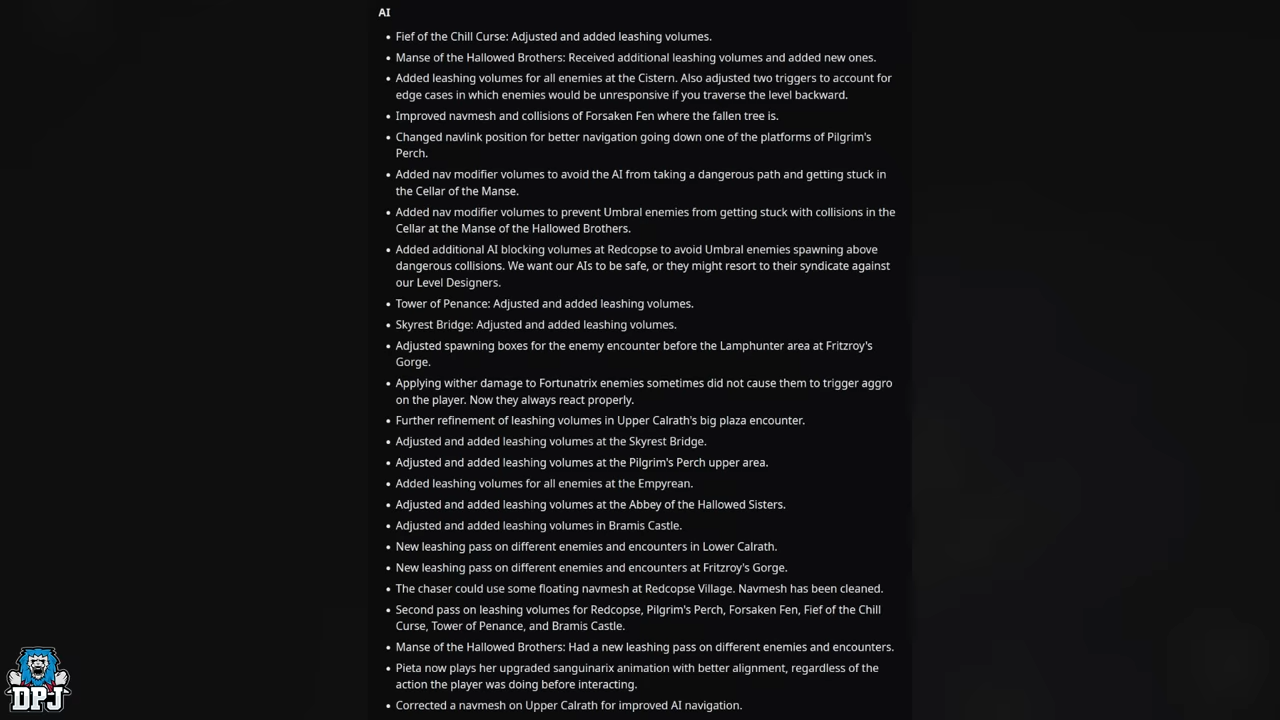 AI
• Fief of the Chill Curse: Adjusted and added leashing volumes.
• Manse of the Hallowed Brothers: Received additional leashing volumes and added new ones.
• Added leashing volumes for all enemies at the Cistern. Also adjusted two triggers to account for
edge cases in which enemies would be unresponsive if you traverse the level backward.
• Improved navmesh and collisions of Forsaken Fen where the fallen tree is.
• Changed navlink position for better navigation going down one of the platforms of Pilgrim's
Perch.
• Added nav modifier volumes to avoid the AI from taking a dangerous path and getting stuck in
the Cellar of the Manse.
• Added nav modifier volumes to prevent Umbral enemies from getting stuck with collisions in the
Cellar at the Manse of the Hallowed Brothers.
• Added additional AI blocking volumes at Redcopse to avoid Umbral enemies spawning above
dangerous collisions. We want our AIs to be safe, or they might resort to their syndicate against
our Level Designers.
• Tower of Penance: Adjusted and added leashing volumes.
• Skyrest Bridge: Adjusted and added leashing volumes.
• Adjusted spawning boxes for the enemy encounter before the Lamphunter area at Fritzroy's
Gorge.
• Applying wither damage to Fortunatrix enemies sometimes did not cause them to trigger aggro
on the player. Now they always react properly.
• Further refinement of leashing volumes in Upper Calrath's big plaza encounter.
• Adjusted and added leashing volumes at the Skyrest Bridge.
• Adjusted and added leashing volumes at the Pilgrim's Perch upper area.
• Added leashing volumes for all enemies at the Empyrean.
• Adjusted and added leashing volumes at the Abbey of the Hallowed Sisters.
• Adjusted and added leashing volumes in Bramis Castle.
• New leashing pass on different enemies and encounters in Lower Calrath.
• New leashing pass on different enemies and encounters at Fritzroy's Gorge.
• The chaser could use some floating navmesh at Redcopse Village. Navmesh has been cleaned.
• Second pass on leashing volumes for Redcopse, Pilgrim's Perch, Forsaken Fen, Fief of the Chill
Curse, Tower of Penance, and Bramis Castle.
• Manse of the Hallowed Brothers: Had a new leashing pass on different enemies and encounters.
• Pieta now plays her upgraded sanguinarix animation with better alignment, regardless of the
action the player was doing before interacting.
• Corrected a navmesh on Upper Calrath for improved AI navigation.
DPJ